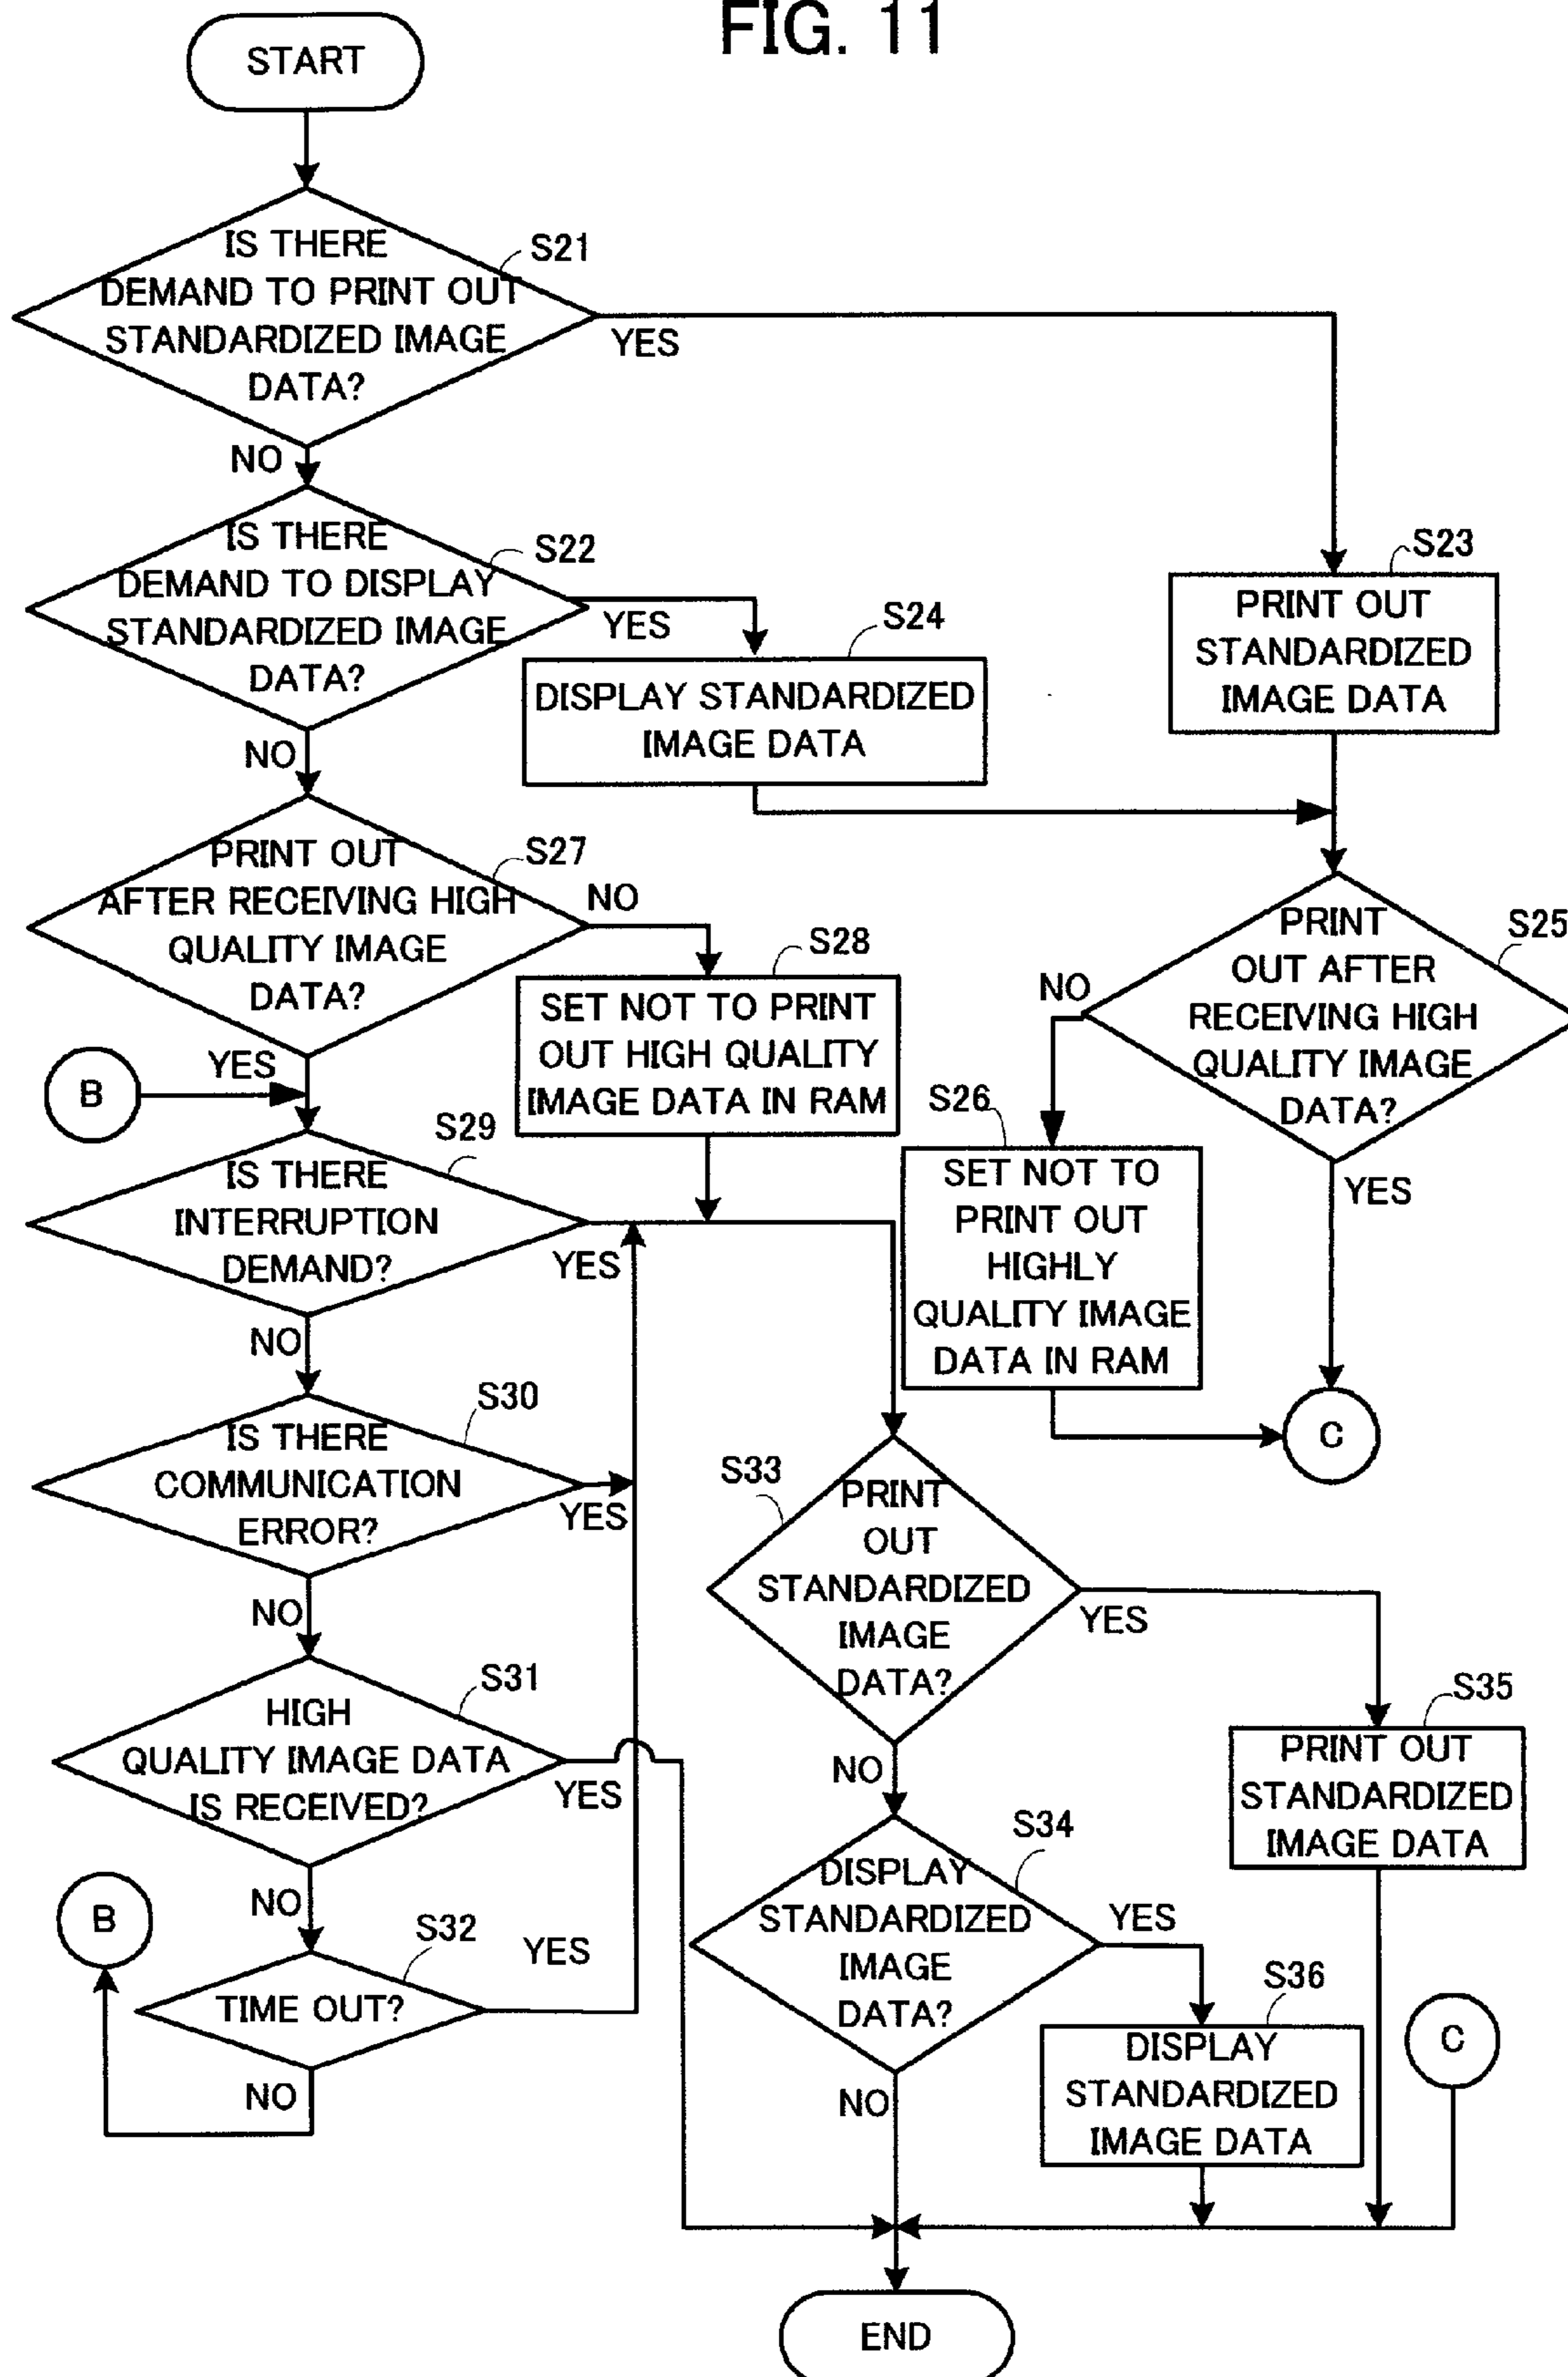 FIG. 11
START
IS THERE
DEMAND TO PRINT OUT
STANDARDIZED IMAGE
DATA?
S21
YES
NO
IS THERE
DEMAND TO DISPLAY
STANDARDIZED IMAGE
DATA?
S22
YES
NO
S24
DISPLAY STANDARDIZED
IMAGE DATA
S23
PRINT OUT
STANDARDIZED
IMAGE DATA
PRINT OUT
AFTER RECEIVING HIGH
QUALITY IMAGE
DATA?
S27
NO
YES
S28
SET NOT TO PRINT
OUT HIGH QUALITY
IMAGE DATA IN RAM
PRINT
OUT AFTER
RECEIVING HIGH
QUALITY IMAGE
DATA?
S25
NO
YES
S26
SET NOT TO
PRINT OUT
HIGHLY
QUALITY IMAGE
DATA IN RAM
C
B
S29
IS THERE
INTERRUPTION
DEMAND?
YES
NO
S30
IS THERE
COMMUNICATION
ERROR?
YES
NO
S31
HIGH
QUALITY IMAGE DATA
IS RECEIVED?
YES
NO
B
S32
TIME OUT?
YES
NO
S33
PRINT
OUT
STANDARDIZED
IMAGE
DATA?
YES
NO
S35
PRINT OUT
STANDARDIZED
IMAGE DATA
S34
DISPLAY
STANDARDIZED
IMAGE
DATA?
YES
NO
S36
DISPLAY
STANDARDIZED
IMAGE DATA
C
END